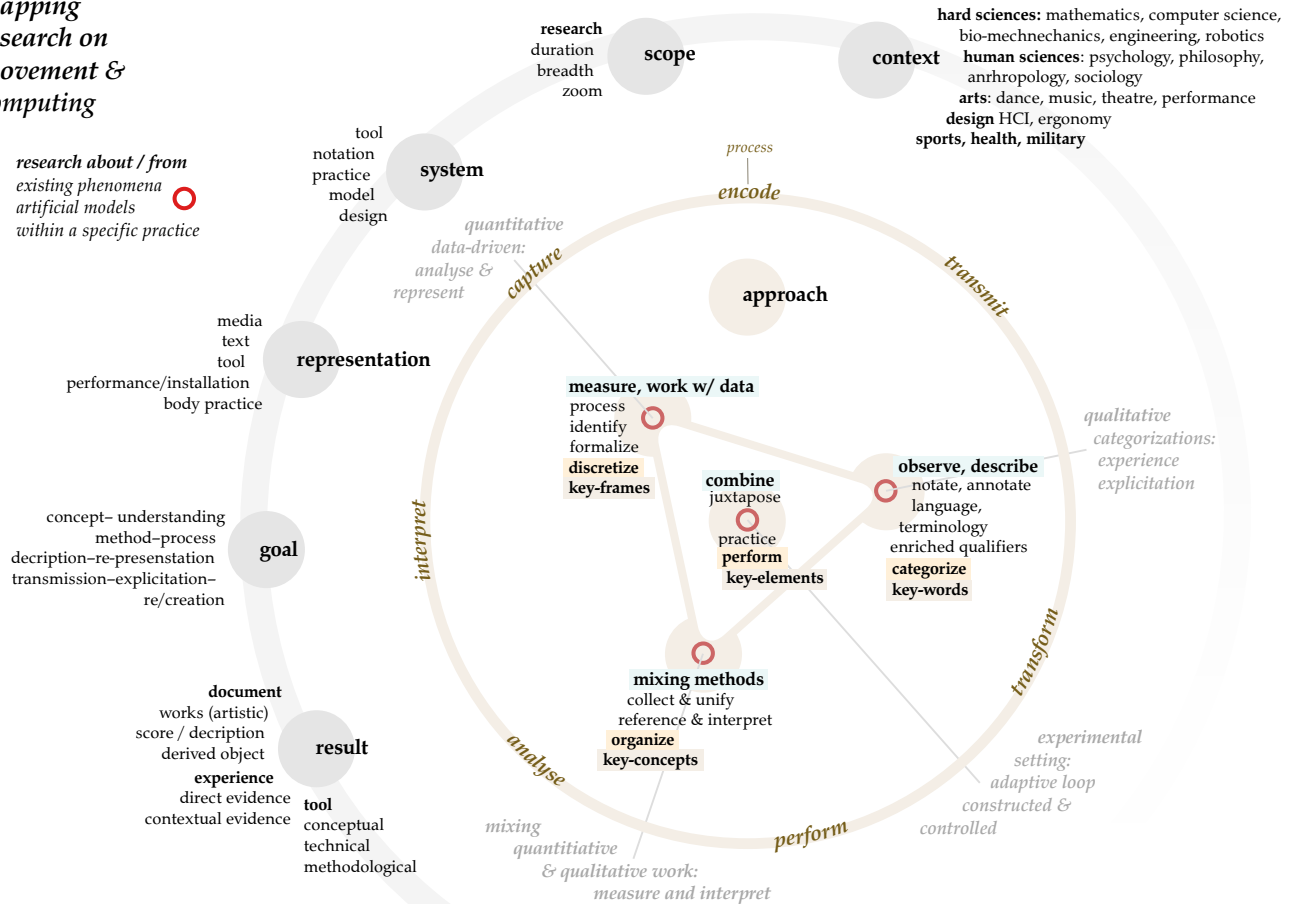 apping
search on
ovement &
omputing
research about / from
existing phenomena
artificial models
within a specific practice
research
duration
breadth
zoom
scope
context
hard sciences: mathematics, computer science,
bio-mechnechanics, engineering, robotics
human sciences: psychology, philosophy,
anrhropology, sociology
arts: dance, music, theatre, performance
design HCI, ergonomy
sports, health, military
tool
notation
practice
model
design
system
process
encode
quantitative
data-driven:
analyse &
represent
capture
transmit
approach
media
text
tool
performance/installation
body practice
representation
measure, work w/ data
process
identify
formalize
discretize
key-frames
qualitative
categorizations:
experience
explicitation
observe, describe
notate, annotate
language,
terminology
enriched qualifiers
categorize
key-words
combine
juxtapose
practice
perform
key-elements
interpret
concept– understanding
method–process
decription–re-presenstation
transmission–explicitation–
re/creation
goal
transform
mixing methods
collect & unify
reference & interpret
organize
key-concepts
document
works (artistic)
score / decription
derived object
experience
direct evidence
contextual evidence
result
tool
conceptual
technical
methodological
analyse
perform
experimental
setting:
adaptive loop
constructed &
controlled
mixing
quantitiative
& qualitative work:
measure and interpret